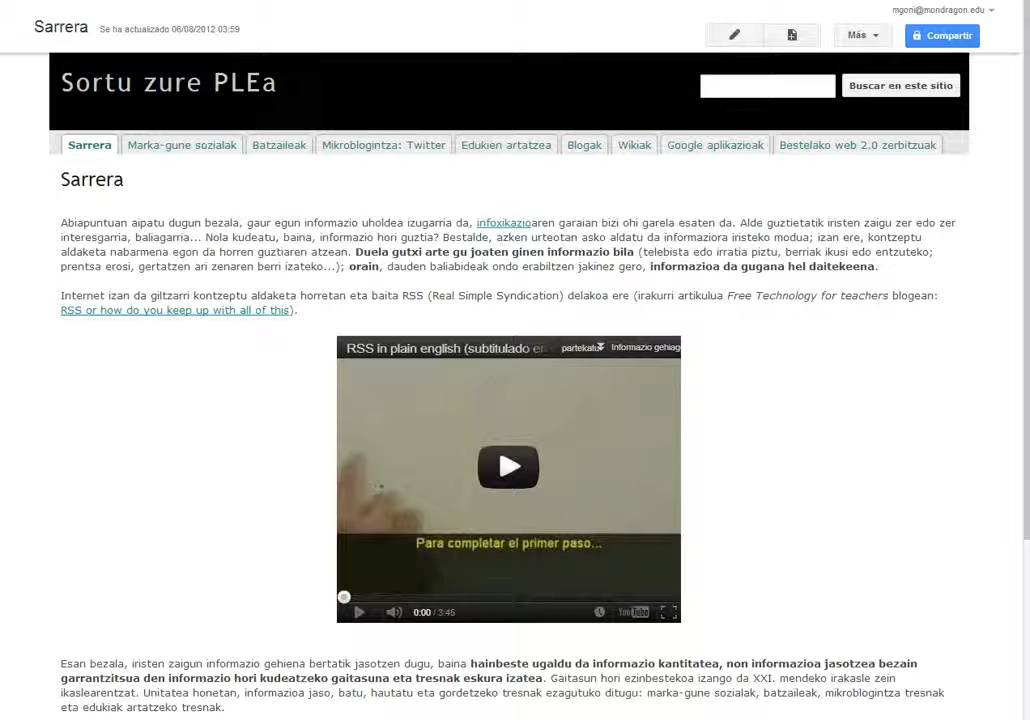 mgoni@mondragon.edu
Sarrera Se ha actualizado 06/08/2012 03:59
Más
Compartir
Sortu zure PLEa
Buscar en este sitio
Sarrera Marka-gune sozialak Batzaileak Mikroblogintza: Twitter Edukien artatzea Blogak Wikiak Google aplikazioak Bestelako web 2.0 zerbitzuak
Sarrera
Abiapuntuan aipatu dugun bezala, gaur egun informazio uholdea izugarria da, infoxikazioaren garaian bizi ohi garela esaten da. Alde guztietatik iristen zaigu zer edo zer
interesgarria, baliagarria... Nola kudeatu, baina, informazio hori guztia? Bestalde, azken urteotan asko aldatu da informaziora iristeko modua; izan ere, kontzeptu
aldaketa nabarmena egon da horren guztiaren atzean. Duela gutxi arte gu joaten ginen informazio bila (telebista edo irratia piztu, berriak ikusi edo entzuteko;
prentsa erosi, gertatzen ari zenaren berri izateko...); orain, dauden baliabideak ondo erabiltzen jakinez gero, informazioa da gugana hel daitekeena.
Internet izan da giltzarri kontzeptu aldaketa horretan eta baita RSS (Real Simple Syndication) delakoa ere (irakurri artikulua Free Technology for teachers blogean:
RSS or how do you keep up with all of this).
RSS in plain english (subtitulado en partekatu Informazio gehiag
Para completar el primer paso...
0:00 / 3:45 YouTube
Esan bezala, iristen zaigun informazio gehiena bertatik jasotzen dugu, baina hainbeste ugaldu da informazio kantitatea, non informazioa jasotzea bezain
garrantzitsua den informazio hori kudeatzeko gaitasuna eta tresnak eskura izatea. Gaitasun hori ezinbestekoa izango da XXI. mendeko irakasle zein
ikaslearentzat. Unitatea honetan, informazioa jaso, batu, hautatu eta gordetzeko tresnak ezagutuko ditugu: marka-gune sozialak, batzaileak, mikroblogintza tresnak
eta edukiak artatzeko tresnak.